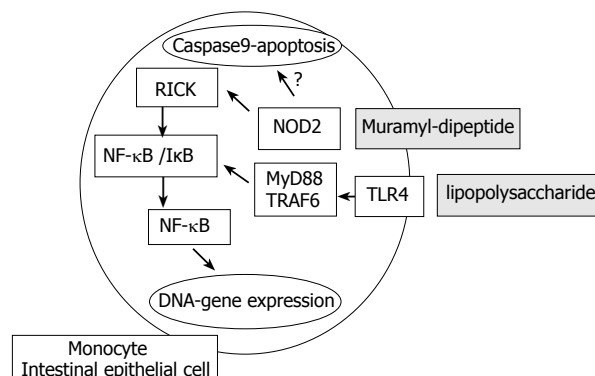 Caspase9-apoptosis
?
RICK
NOD2
Muramyl-dipeptide
NF-κB /IκB
MyD88
TRAF6
TLR4
lipopolysaccharide
NF-κB
DNA-gene expression
Monocyte
Intestinal epithelial cell